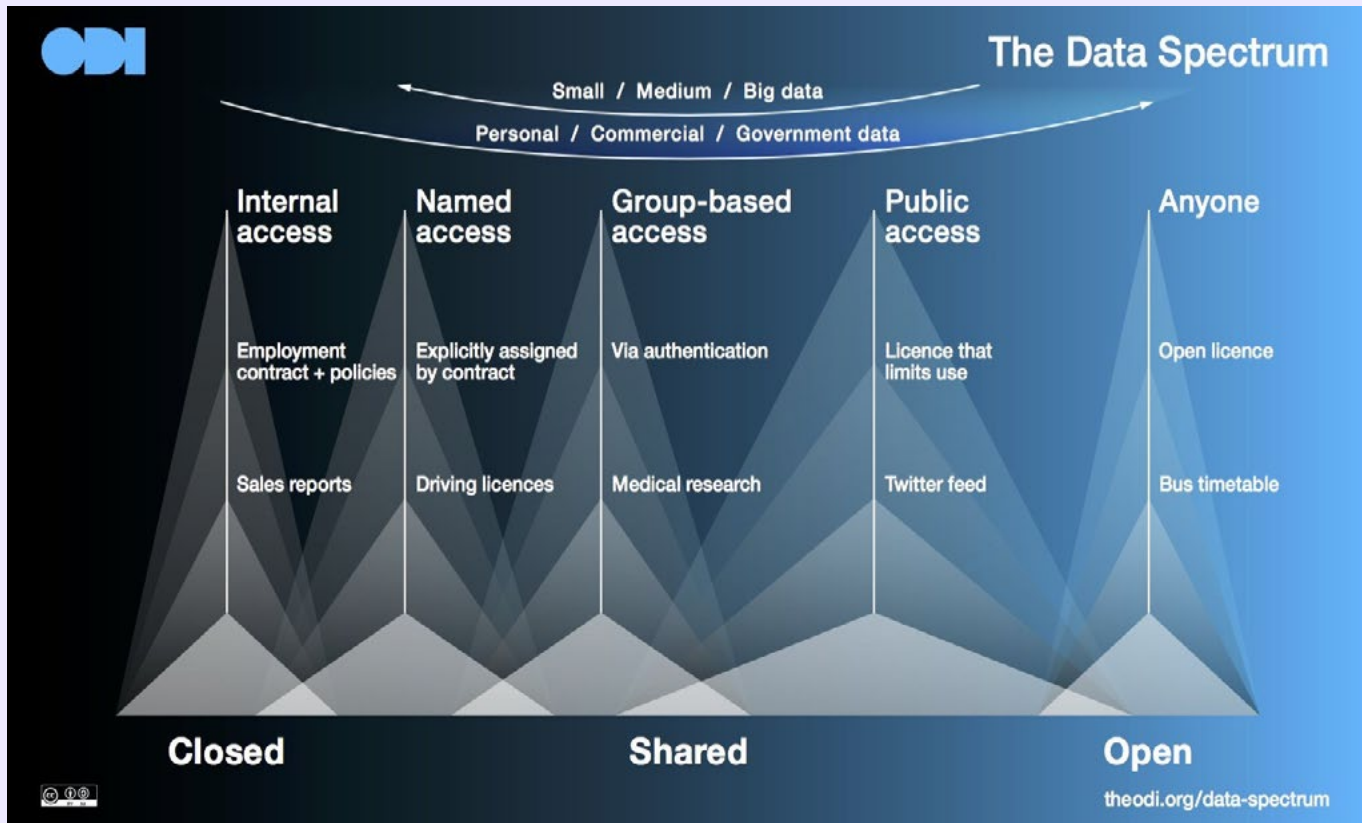 ODI
The Data Spectrum
Small / Medium / Big data
Personal / Commercial / Government data
Internal
access
Named
access
Group-based
access
Public
access
Anyone
Employment
contract + policies
Explicitly assigned
by contract
Via authentication
Licence that
limits use
Open licence
Sales reports
Driving licences
Medical research
Twitter feed
Bus timetable
Closed
Shared
Open
theodi.org/data-spectrum